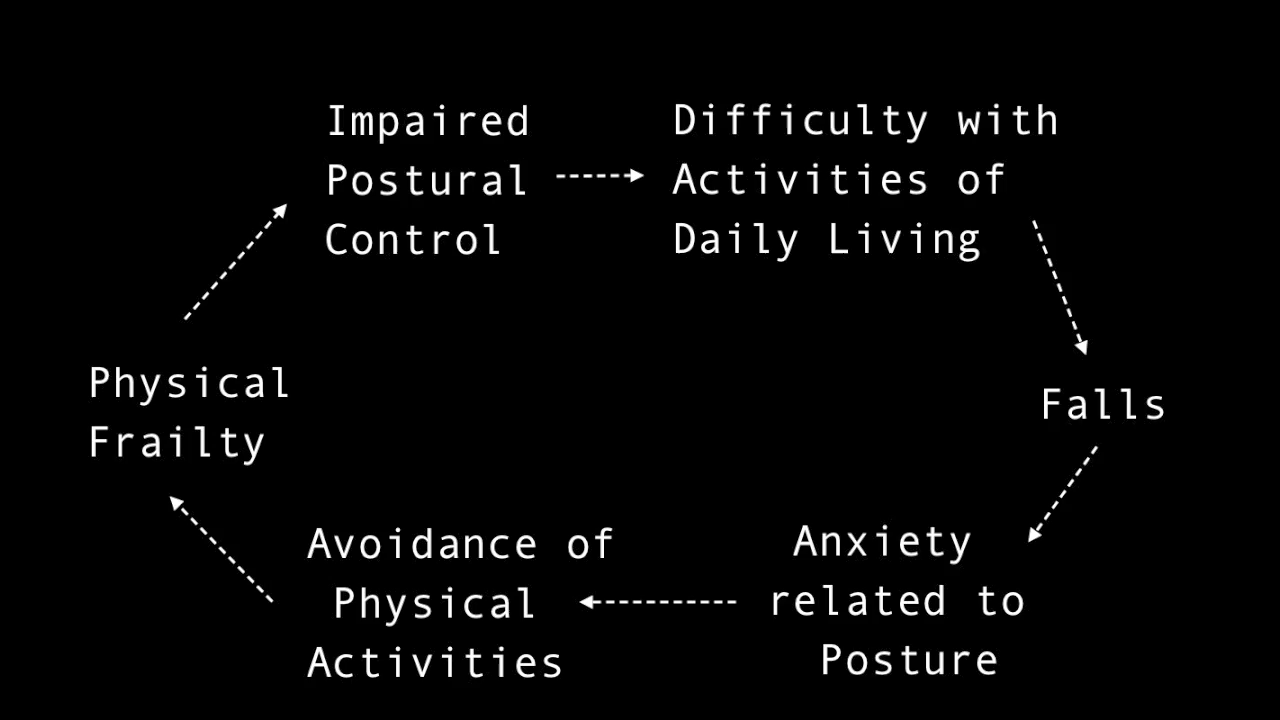 Impaired
Postural
Control
Difficulty with
Activities of
Daily Living
Falls
Anxiety
related to
Posture
Avoidance of
Physical
Activities
Physical
Frailty